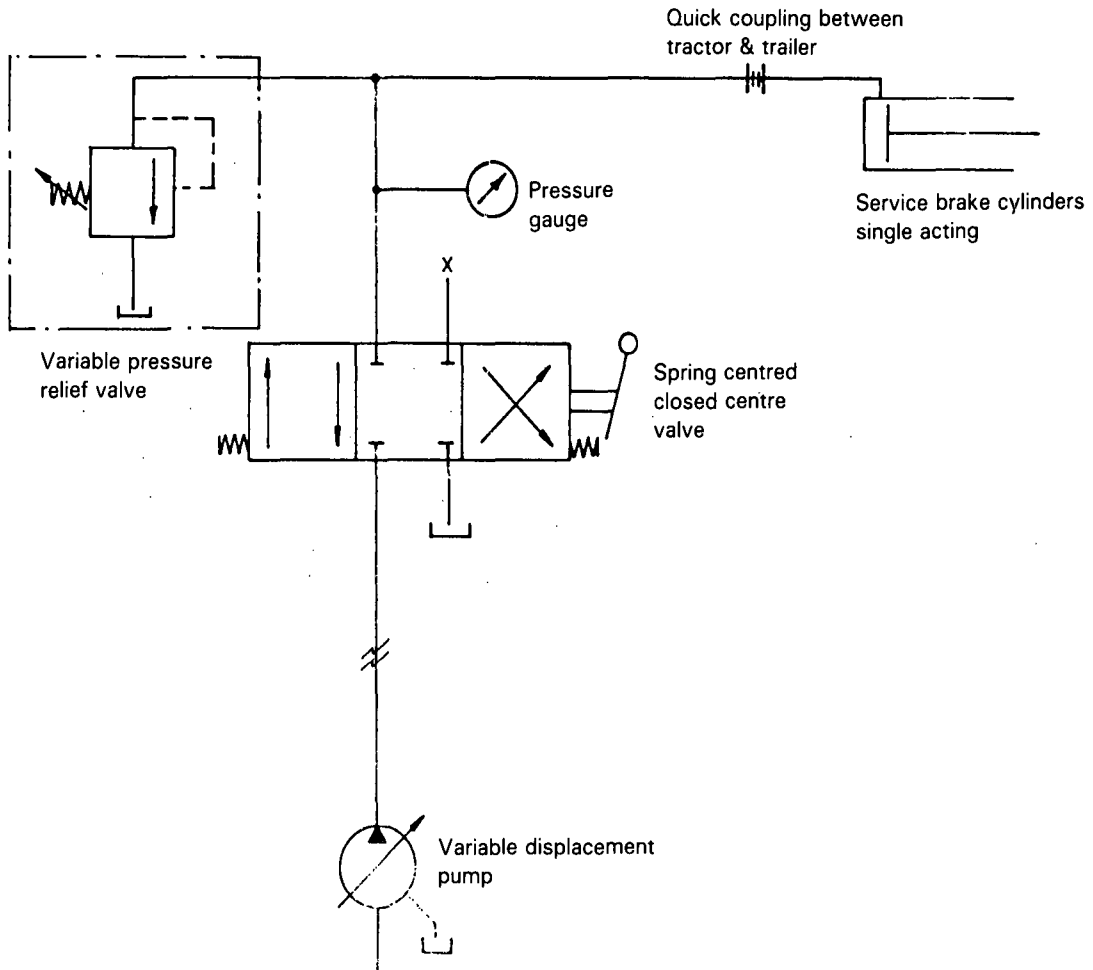 Quick coupling between
tractor & trailer
Pressure
gauge
Service brake cylinders
single acting
X
Variable pressure
relief valve
Spring centred
closed centre
valve
Variable displacement
pump